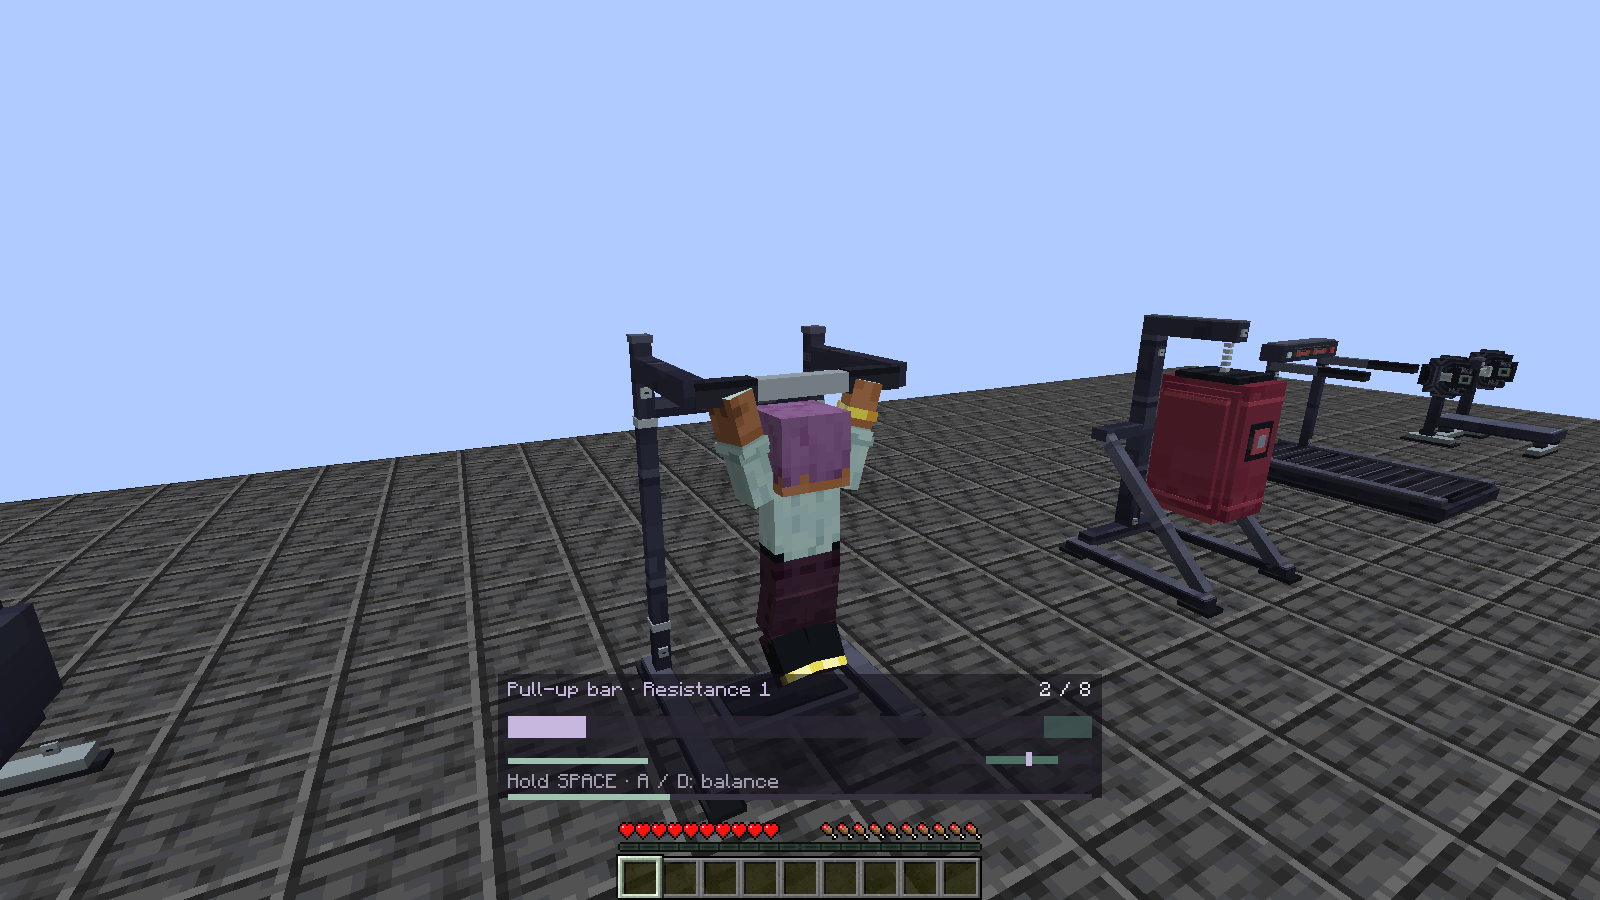 Pull-up bar · Resistance 1
2 / 8
Hold SPACE · A / D: balance